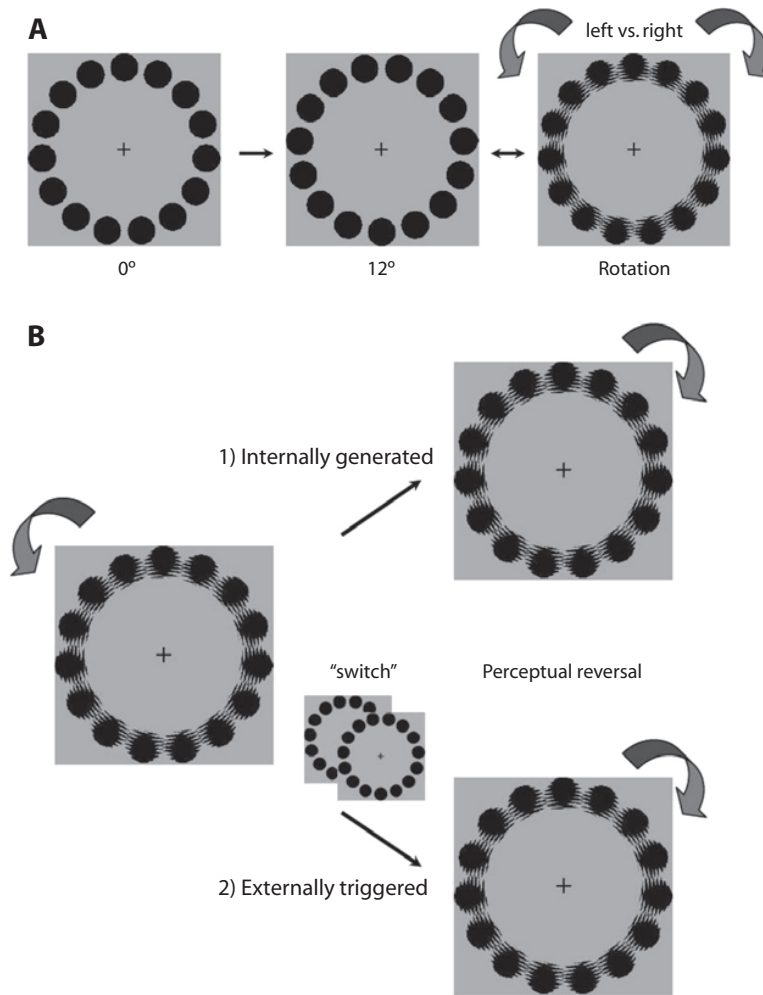 A
left vs. right
0º
12º
Rotation
B
1) Internally generated
“switch”
Perceptual reversal
2) Externally triggered